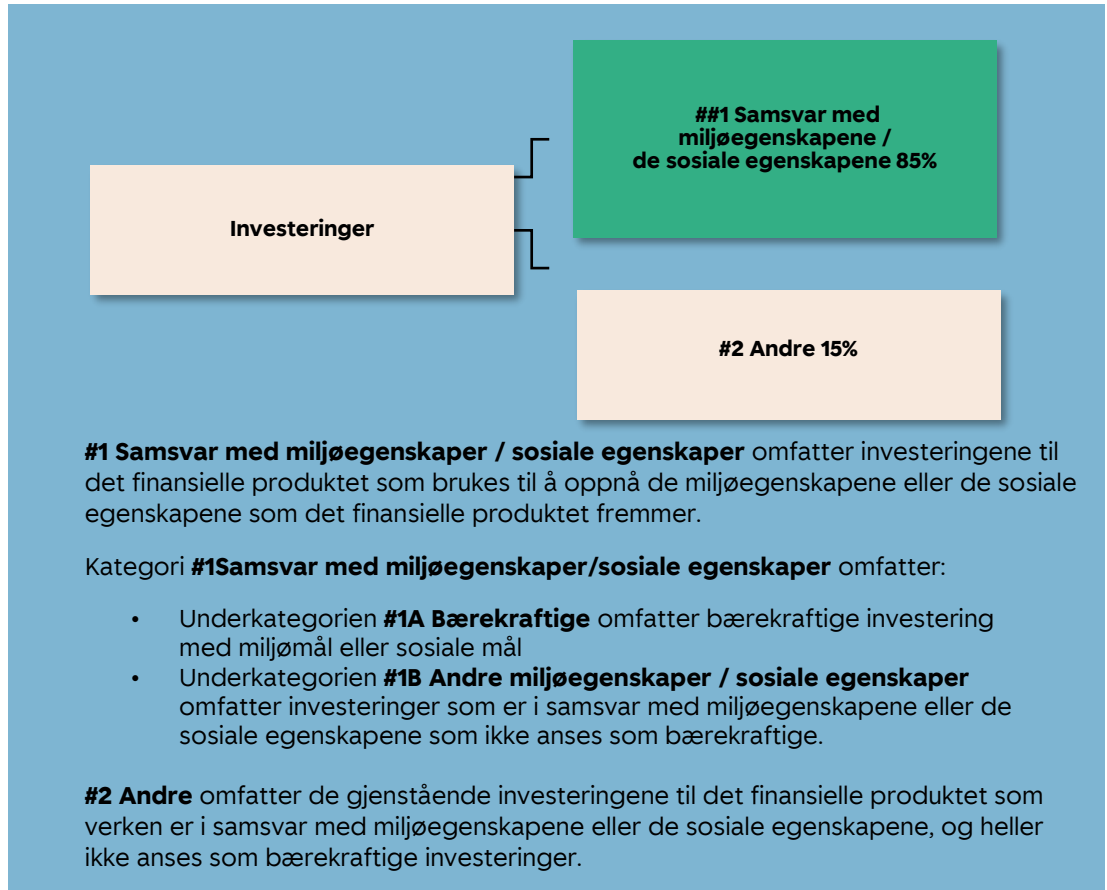 ##1 Samsvar med
miljøegenskapene /
de sosiale egenskapene 85%
Investeringer
#2 Andre 15%
#1 Samsvar med miljøegenskaper / sosiale egenskaper omfatter investeringene til
det finansielle produktet som brukes til å oppnå de miljøegenskapene eller de sosiale
egenskapene som det finansielle produktet fremmer.
Kategori #1Samsvar med miljøegenskaper/sosiale egenskaper omfatter:
• Underkategorien #1A Bærekraftige omfatter bærekraftige investering
med miljømål eller sosiale mål
• Underkategorien #1B Andre miljøegenskaper / sosiale egenskaper
omfatter investeringer som er i samsvar med miljøegenskapene eller de
sosiale egenskapene som ikke anses som bærekraftige.
#2 Andre omfatter de gjenstående investeringene til det finansielle produktet som
verken er i samsvar med miljøegenskapene eller de sosiale egenskapene, og heller
ikke anses som bærekraftige investeringer.